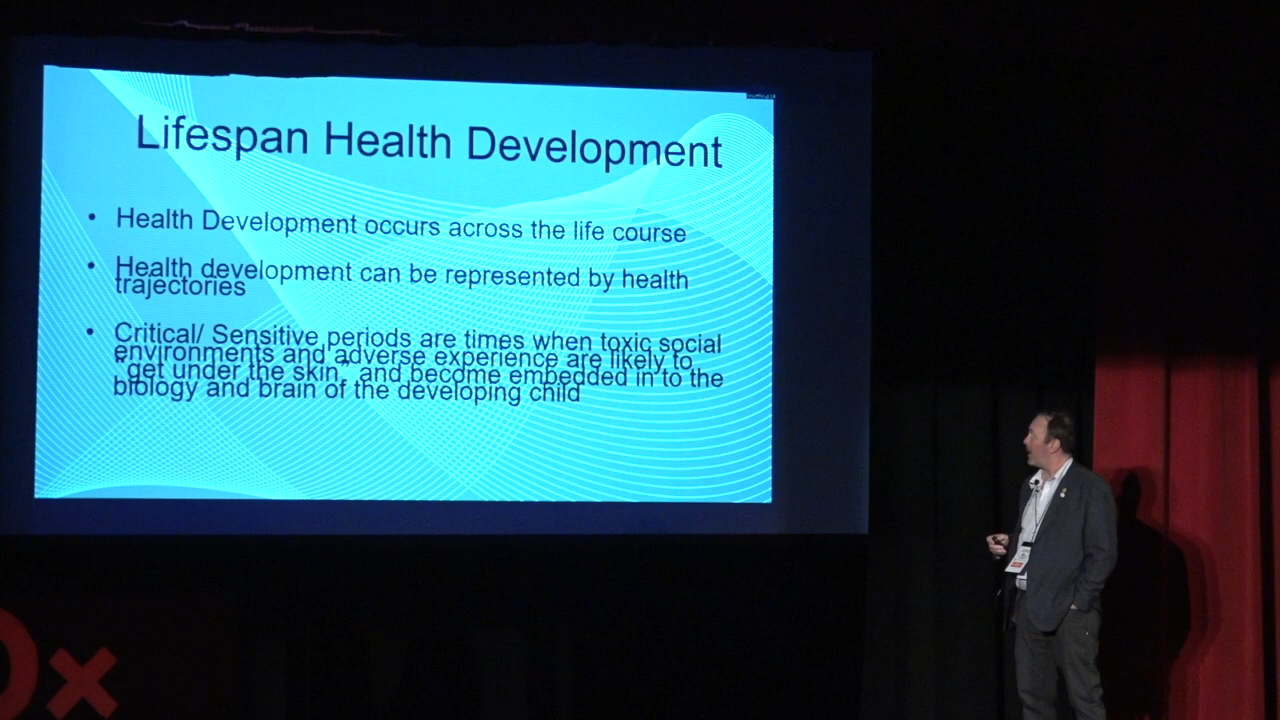 Lifespan Health Development
• Health Development occurs across the life course
• Health development can be represented by health
trajectories
• Critical/ Sensitive periods are times when toxic social
environments and adverse experience are likely to
“get under the skin” and become embedded in to the
biology and brain of the developing child
x